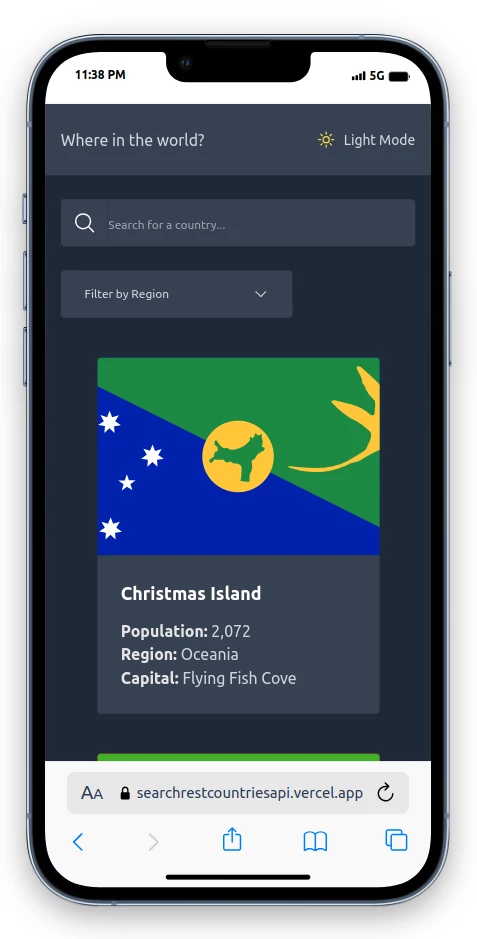 11:38 PM 5G
Where in the world? Light Mode
Search for a country...
Filter by Region
Christmas Island
Population: 2,072
Region: Oceania
Capital: Flying Fish Cove
AA searchrestcountriesapi.vercel.app